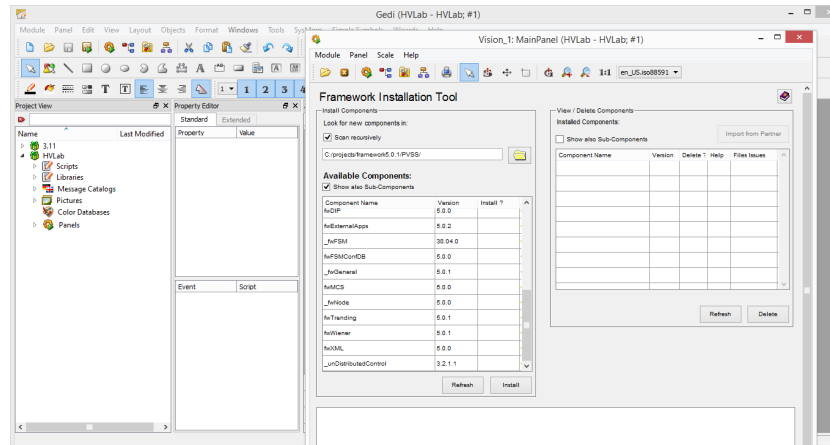 Gedi (HVLab - HVLab; #1)
Module Panel Edit View Layout Objects Format Windows Tools
1 1 2 3
Project View
Name Last Modified
3.11
HVLab
Scripts
Libraries
Message Catalogs
Pictures
Color Databases
Panels
Property Editor
Standard Extended
Property Value
Event Script
Vision_1: MainPanel (HVLab - HVLab; #1)
Module Panel Scale Help
1:1 en_US.iso88591
Framework Installation Tool
Install Components
Look for new components in:
Scan recursively
C:/projects/framework5.0.1/PVSS/
Available Components:
Show also Sub-Components
Component Name Version Install ?
fwDIP 5.0.0
fwExternalApps 5.0.2
_fwFSM 30.04.0
fwFSMConfDB 5.0.0
_fwGeneral 5.0.1
fwMCS 5.0.0
_fwNode 5.0.0
fwTrending 5.0.1
fwWiener 5.0.1
fwXML 5.0.0
_unDistributedControl 3.2.1.1
Refresh Install
View / Delete Components
Installed Components:
Show also Sub-Components
Import from Partner
Component Name Version Delete ? Help Files Issues
Refresh Delete